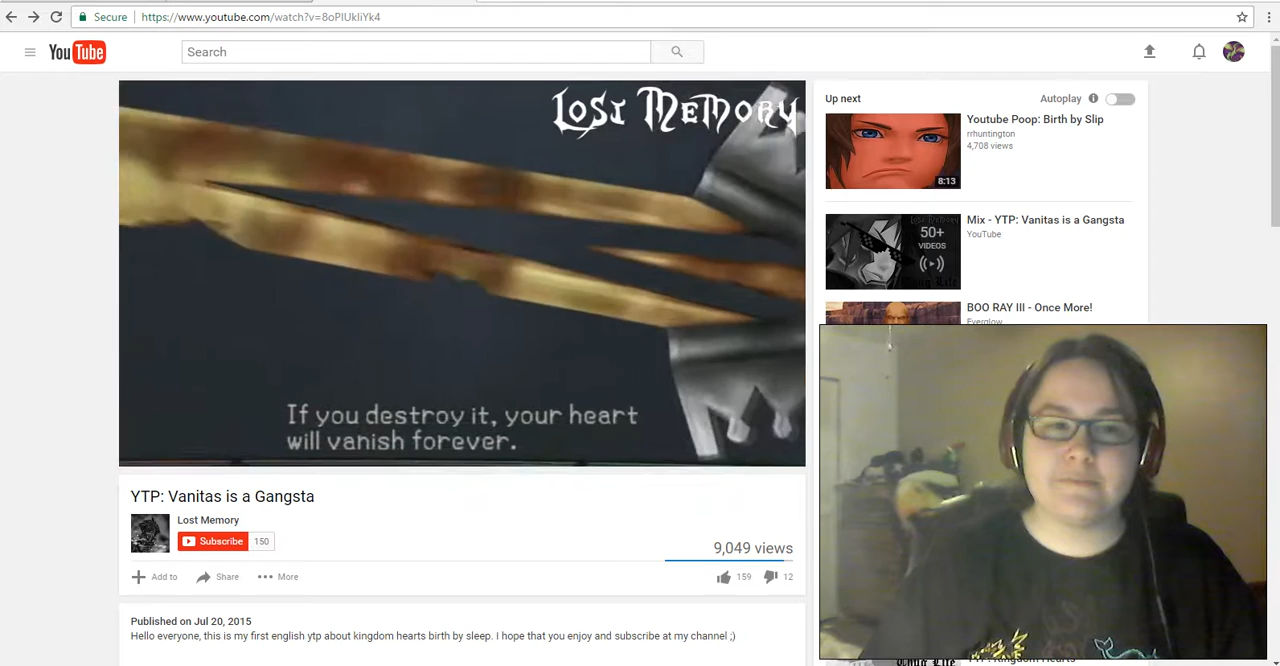 Secure https://www.youtube.com/watch?v=8oPIUkIiYk4
YouTube
Search
LOST MEMORY
If you destroy it, your heart
will vanish forever.
YTP: Vanitas is a Gangsta
Lost Memory
Subscribe 150
9,049 views
Add to Share More 159 12
Published on Jul 20, 2015
Hello everyone, this is my first english ytp about kingdom hearts birth by sleep. I hope that you enjoy and subscribe at my channel ;)
Up next Autoplay
Youtube Poop: Birth by Slip
rrhuntington
4,708 views
8:13
Mix - YTP: Vanitas is a Gangsta
YouTube
50+
VIDEOS
BOO RAY III - Once More!
Everglow